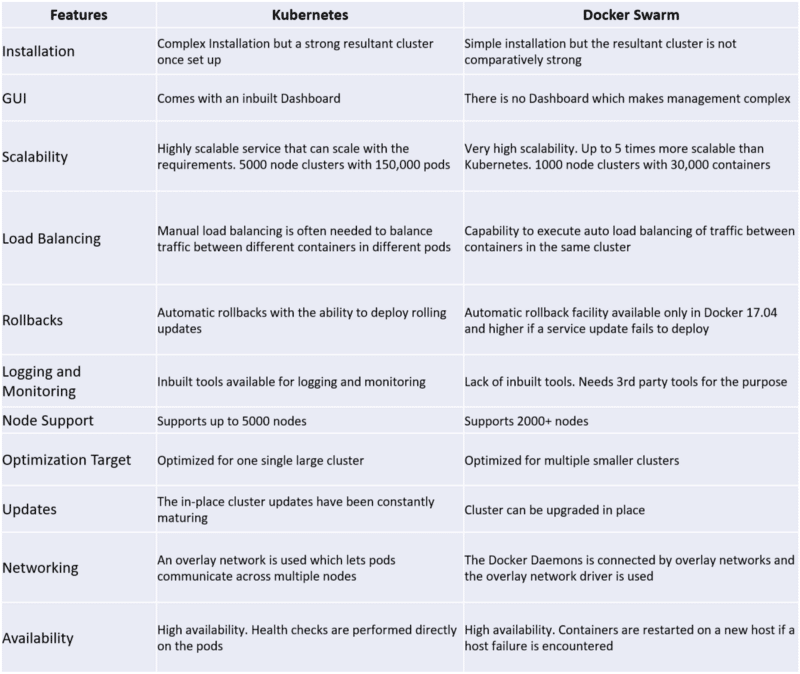 Features Kubernetes Docker Swarm
Installation
Complex Installation but a strong resultant cluster
once set up
Simple installation but the resultant cluster is not
comparatively strong
GUI
Comes with an inbuilt Dashboard
There is no Dashboard which makes management complex
Scalability
Highly scalable service that can scale with the
requirements. 5000 node clusters with 150,000 pods
Very high scalability. Up to 5 times more scalable than
Kubernetes. 1000 node clusters with 30,000 containers
Load Balancing
Manual load balancing is often needed to balance
traffic between different containers in different pods
Capability to execute auto load balancing of traffic between
containers in the same cluster
Rollbacks
Automatic rollbacks with the ability to deploy rolling
updates
Automatic rollback facility available only in Docker 17.04
and higher if a service update fails to deploy
Logging and
Monitoring
Inbuilt tools available for logging and monitoring
Lack of inbuilt tools. Needs 3rd party tools for the purpose
Node Support
Supports up to 5000 nodes
Supports 2000+ nodes
Optimization Target
Optimized for one single large cluster
Optimized for multiple smaller clusters
Updates
The in-place cluster updates have been constantly
maturing
Cluster can be upgraded in place
Networking
An overlay network is used which lets pods
communicate across multiple nodes
The Docker Daemons is connected by overlay networks and
the overlay network driver is used
Availability
High availability. Health checks are performed directly
on the pods
High availability. Containers are restarted on a new host if a
host failure is encountered